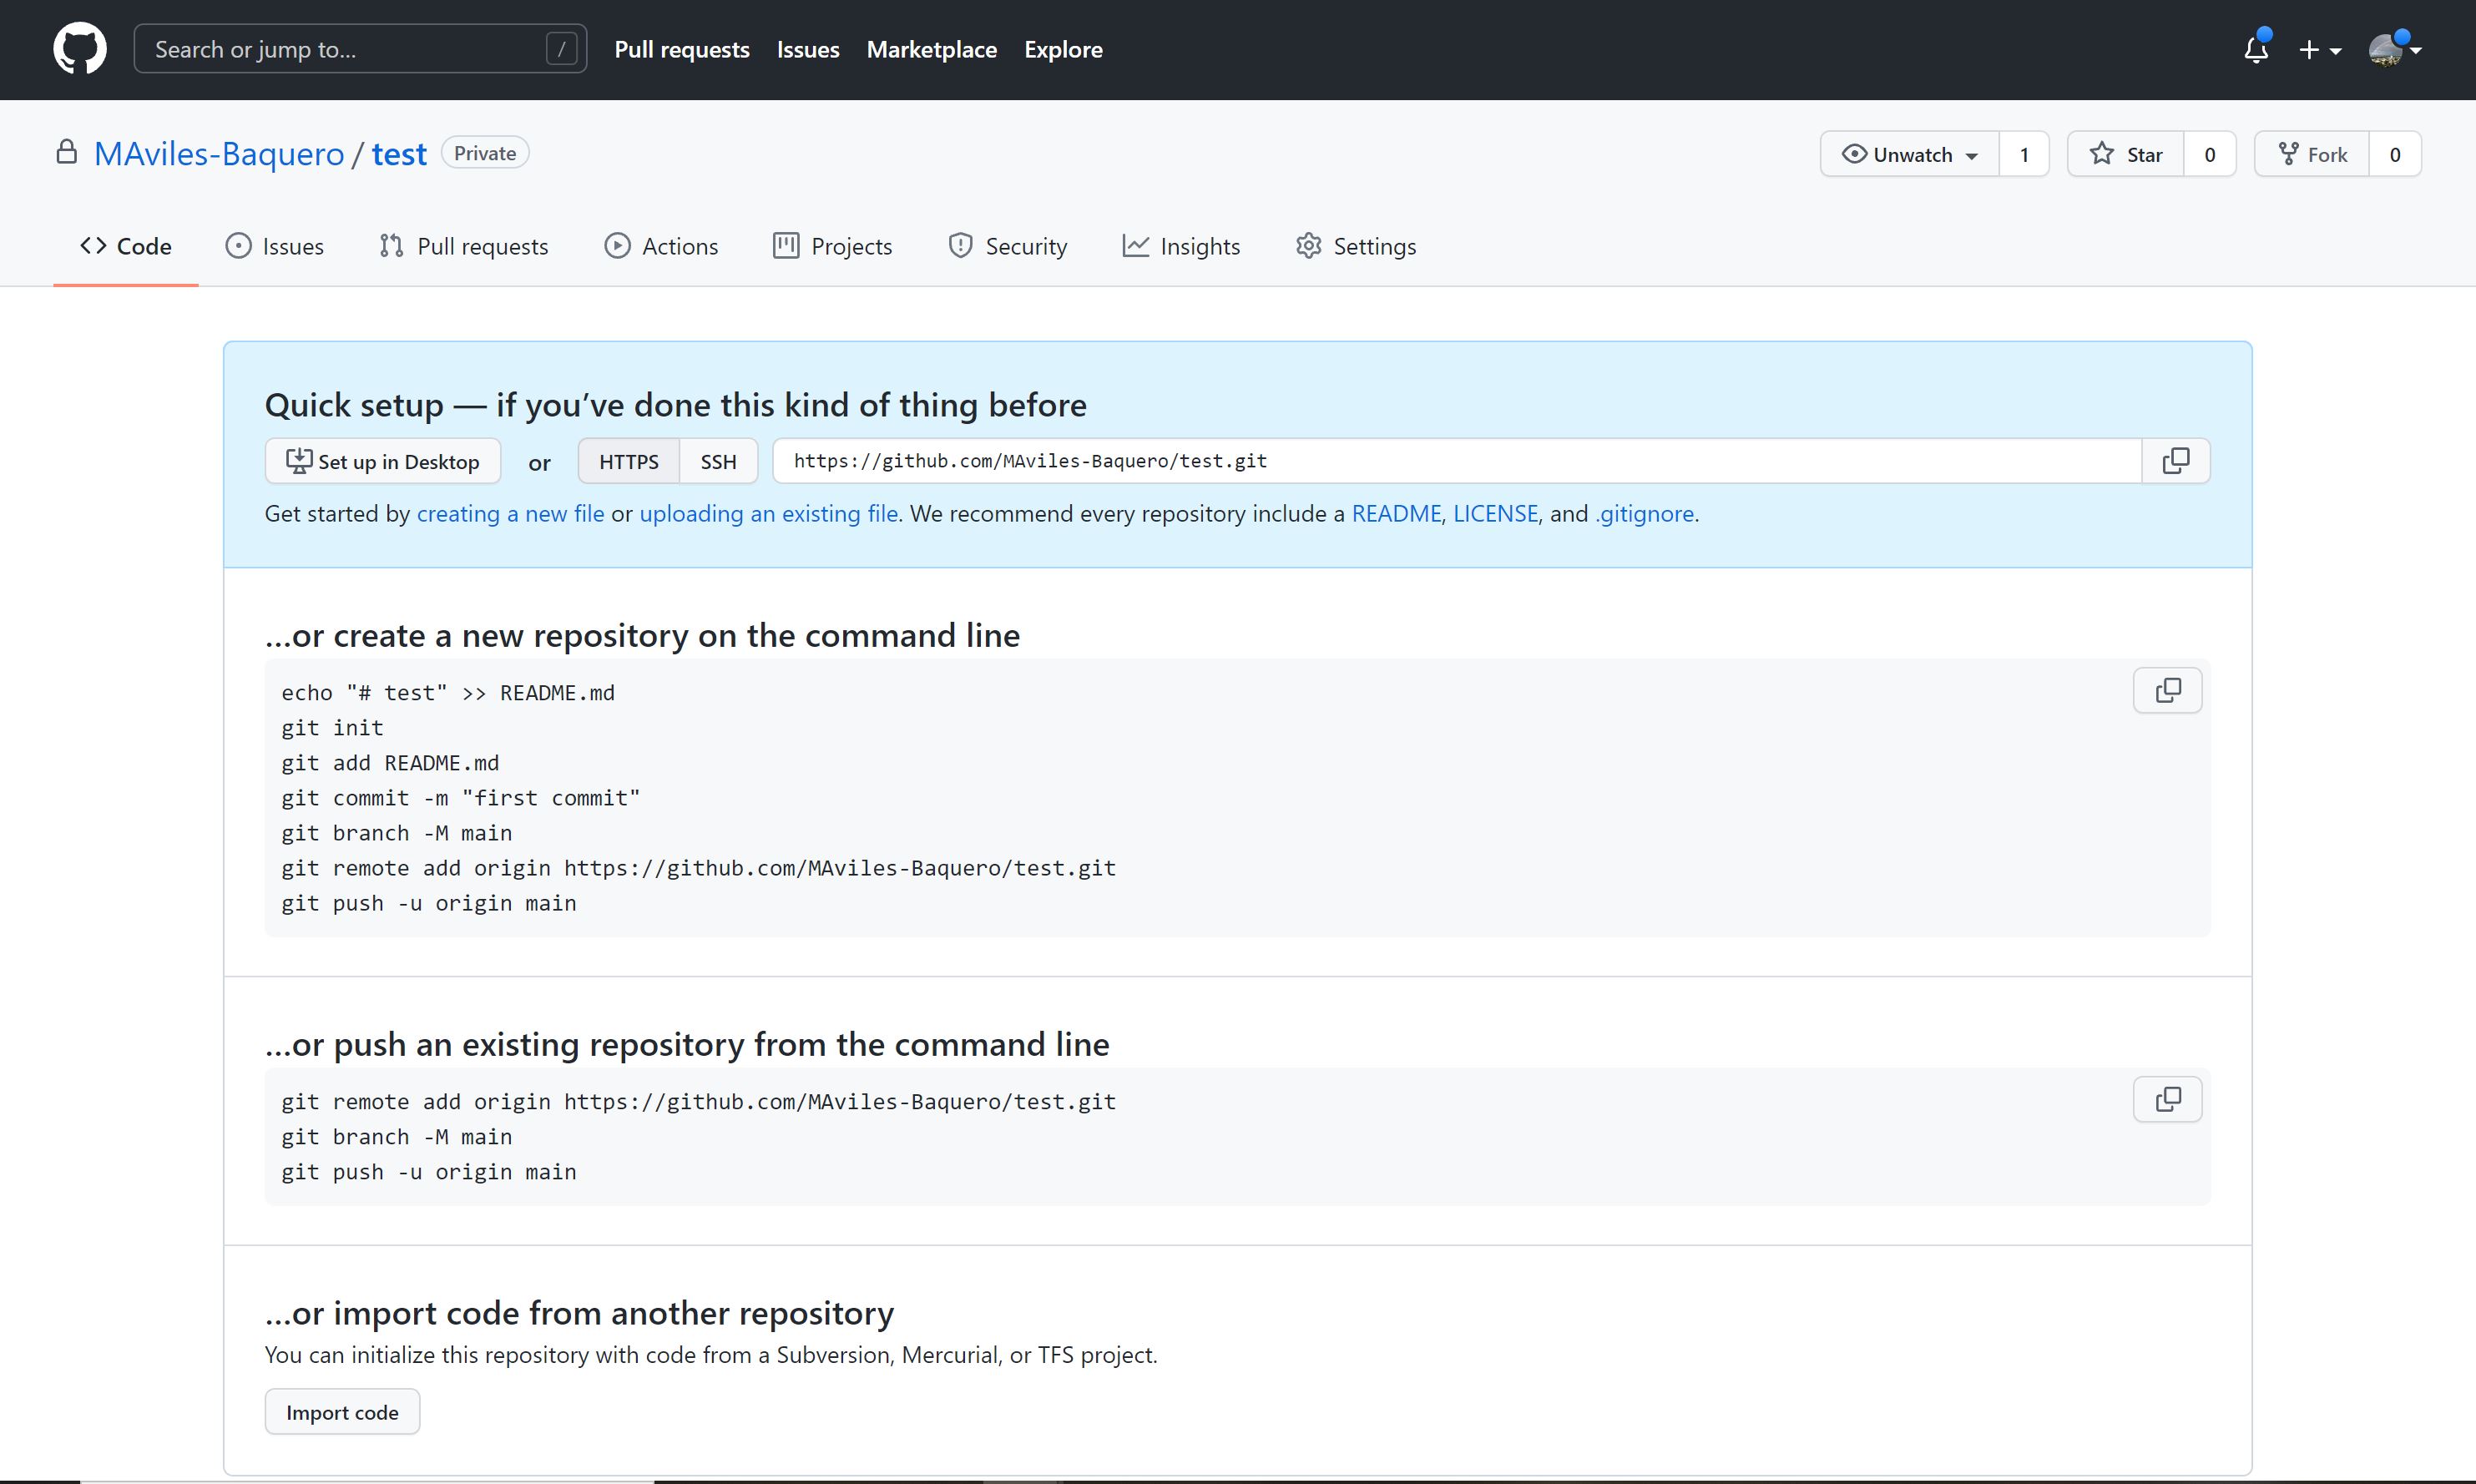 Search or jump to... /
Pull requests Issues Marketplace Explore
MAviles-Baquero / test Private
Unwatch 1 Star 0 Fork 0
Code Issues Pull requests Actions Projects Security Insights Settings
Quick setup — if you’ve done this kind of thing before
Set up in Desktop or HTTPS SSH https://github.com/MAviles-Baquero/test.git
Get started by creating a new file or uploading an existing file. We recommend every repository include a README, LICENSE, and .gitignore.
…or create a new repository on the command line
echo "# test" >> README.md
git init
git add README.md
git commit -m "first commit"
git branch -M main
git remote add origin https://github.com/MAviles-Baquero/test.git
git push -u origin main
…or push an existing repository from the command line
git remote add origin https://github.com/MAviles-Baquero/test.git
git branch -M main
git push -u origin main
…or import code from another repository
You can initialize this repository with code from a Subversion, Mercurial, or TFS project.
Import code